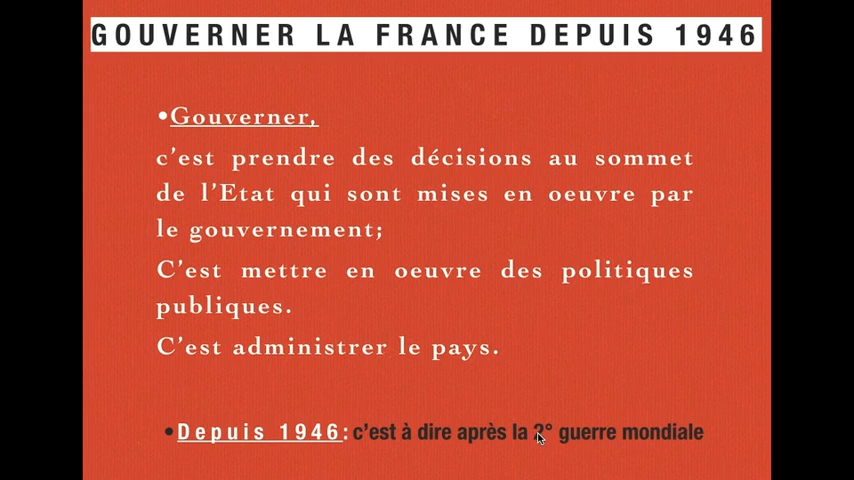 GOUVERNER LA FRANCE DEPUIS 1946
•Gouverner,
c’est prendre des décisions au sommet
de l’Etat qui sont mises en oeuvre par
le gouvernement;
C’est mettre en oeuvre des politiques
publiques.
C’est administrer le pays.
•Depuis 1946: c’est à dire après la 2° guerre mondiale